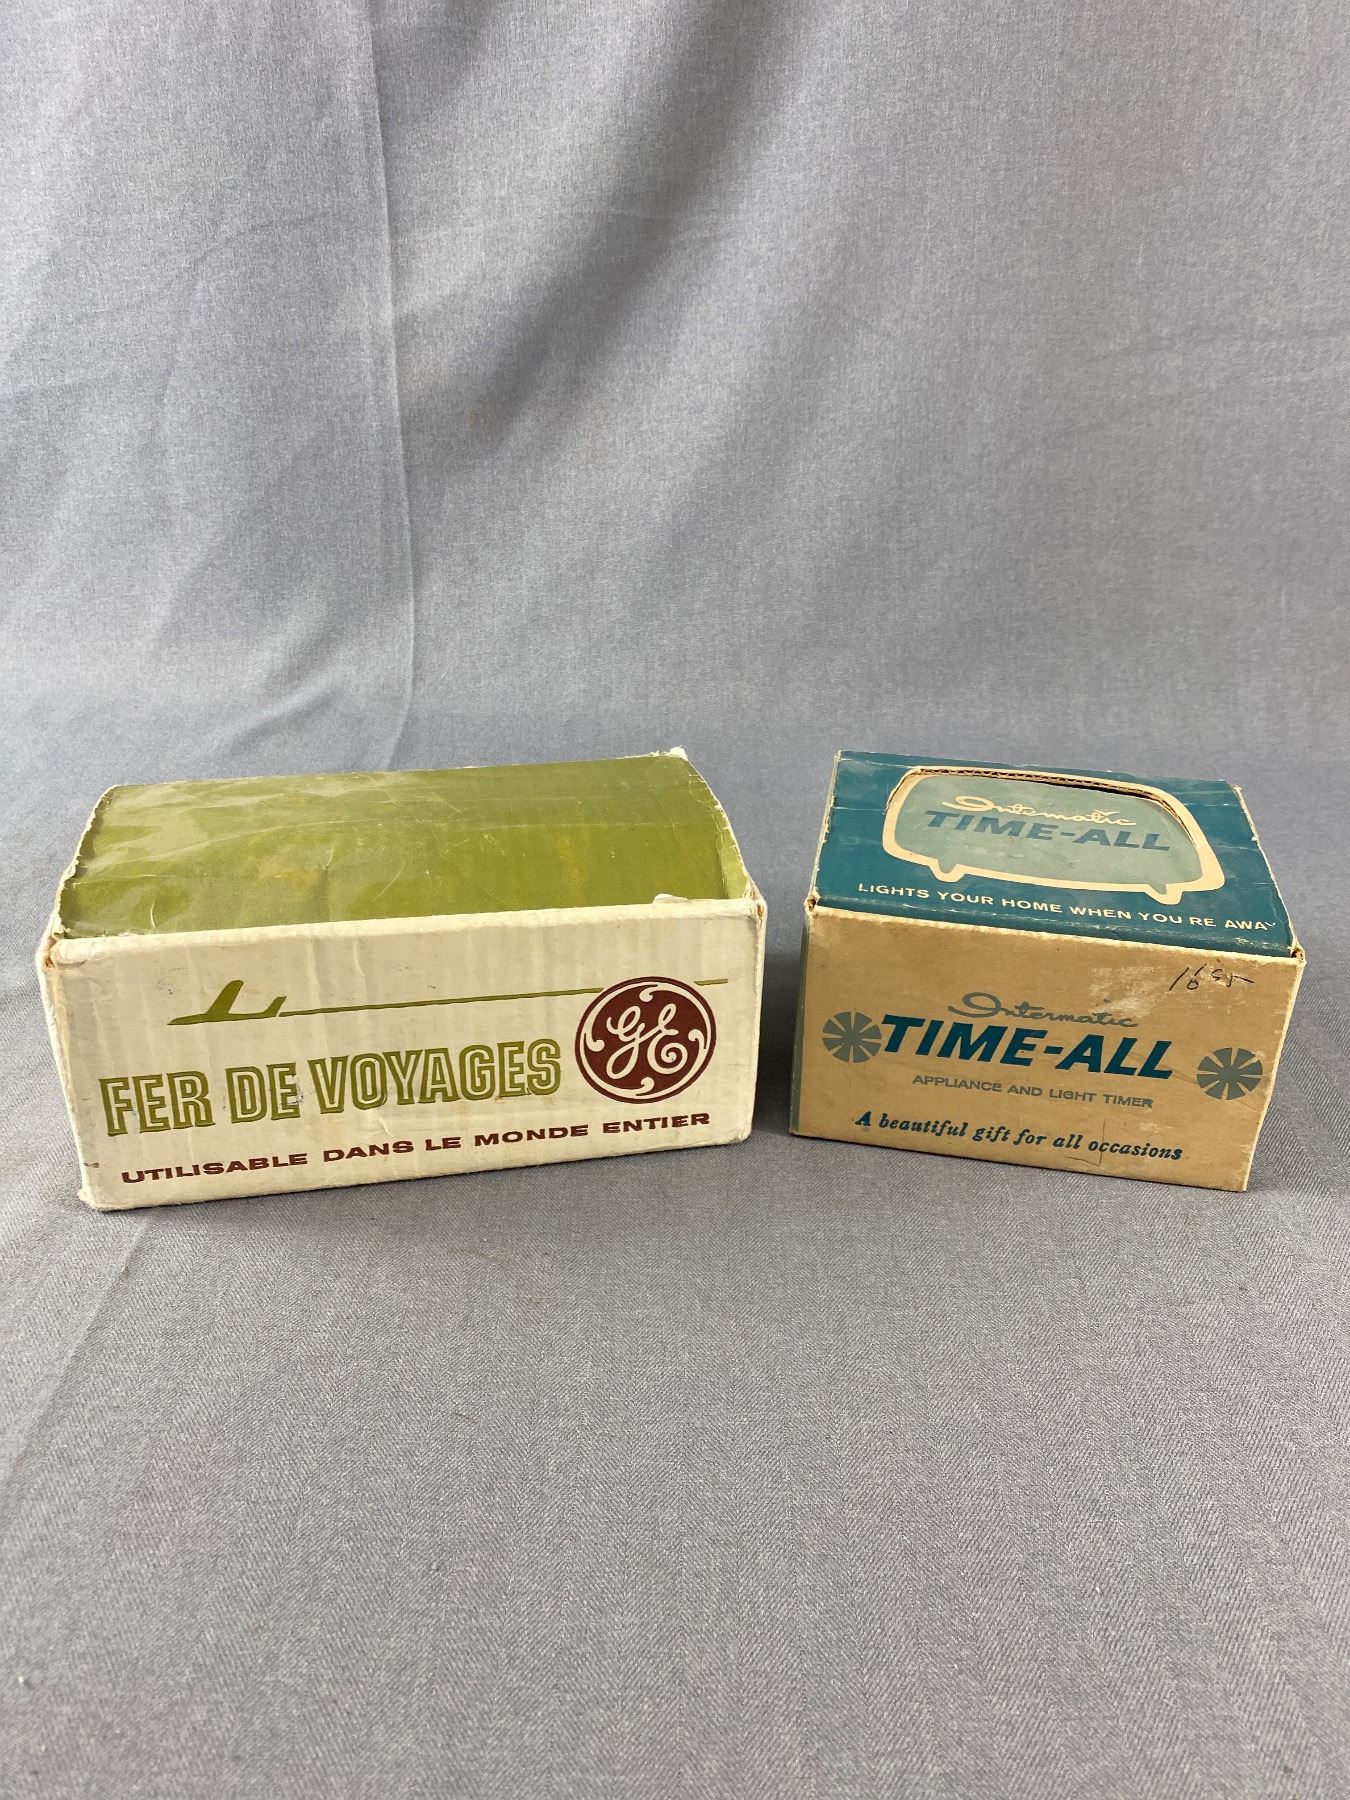 FER DE VOYAGES
GE
UTILISABLE DANS LE MONDE ENTIER
Intermatic
TIME-ALL
LIGHTS YOUR HOME WHEN YOU'RE AWAY
Intermatic
TIME-ALL
APPLIANCE AND LIGHT TIMER
A beautiful gift for all occasions